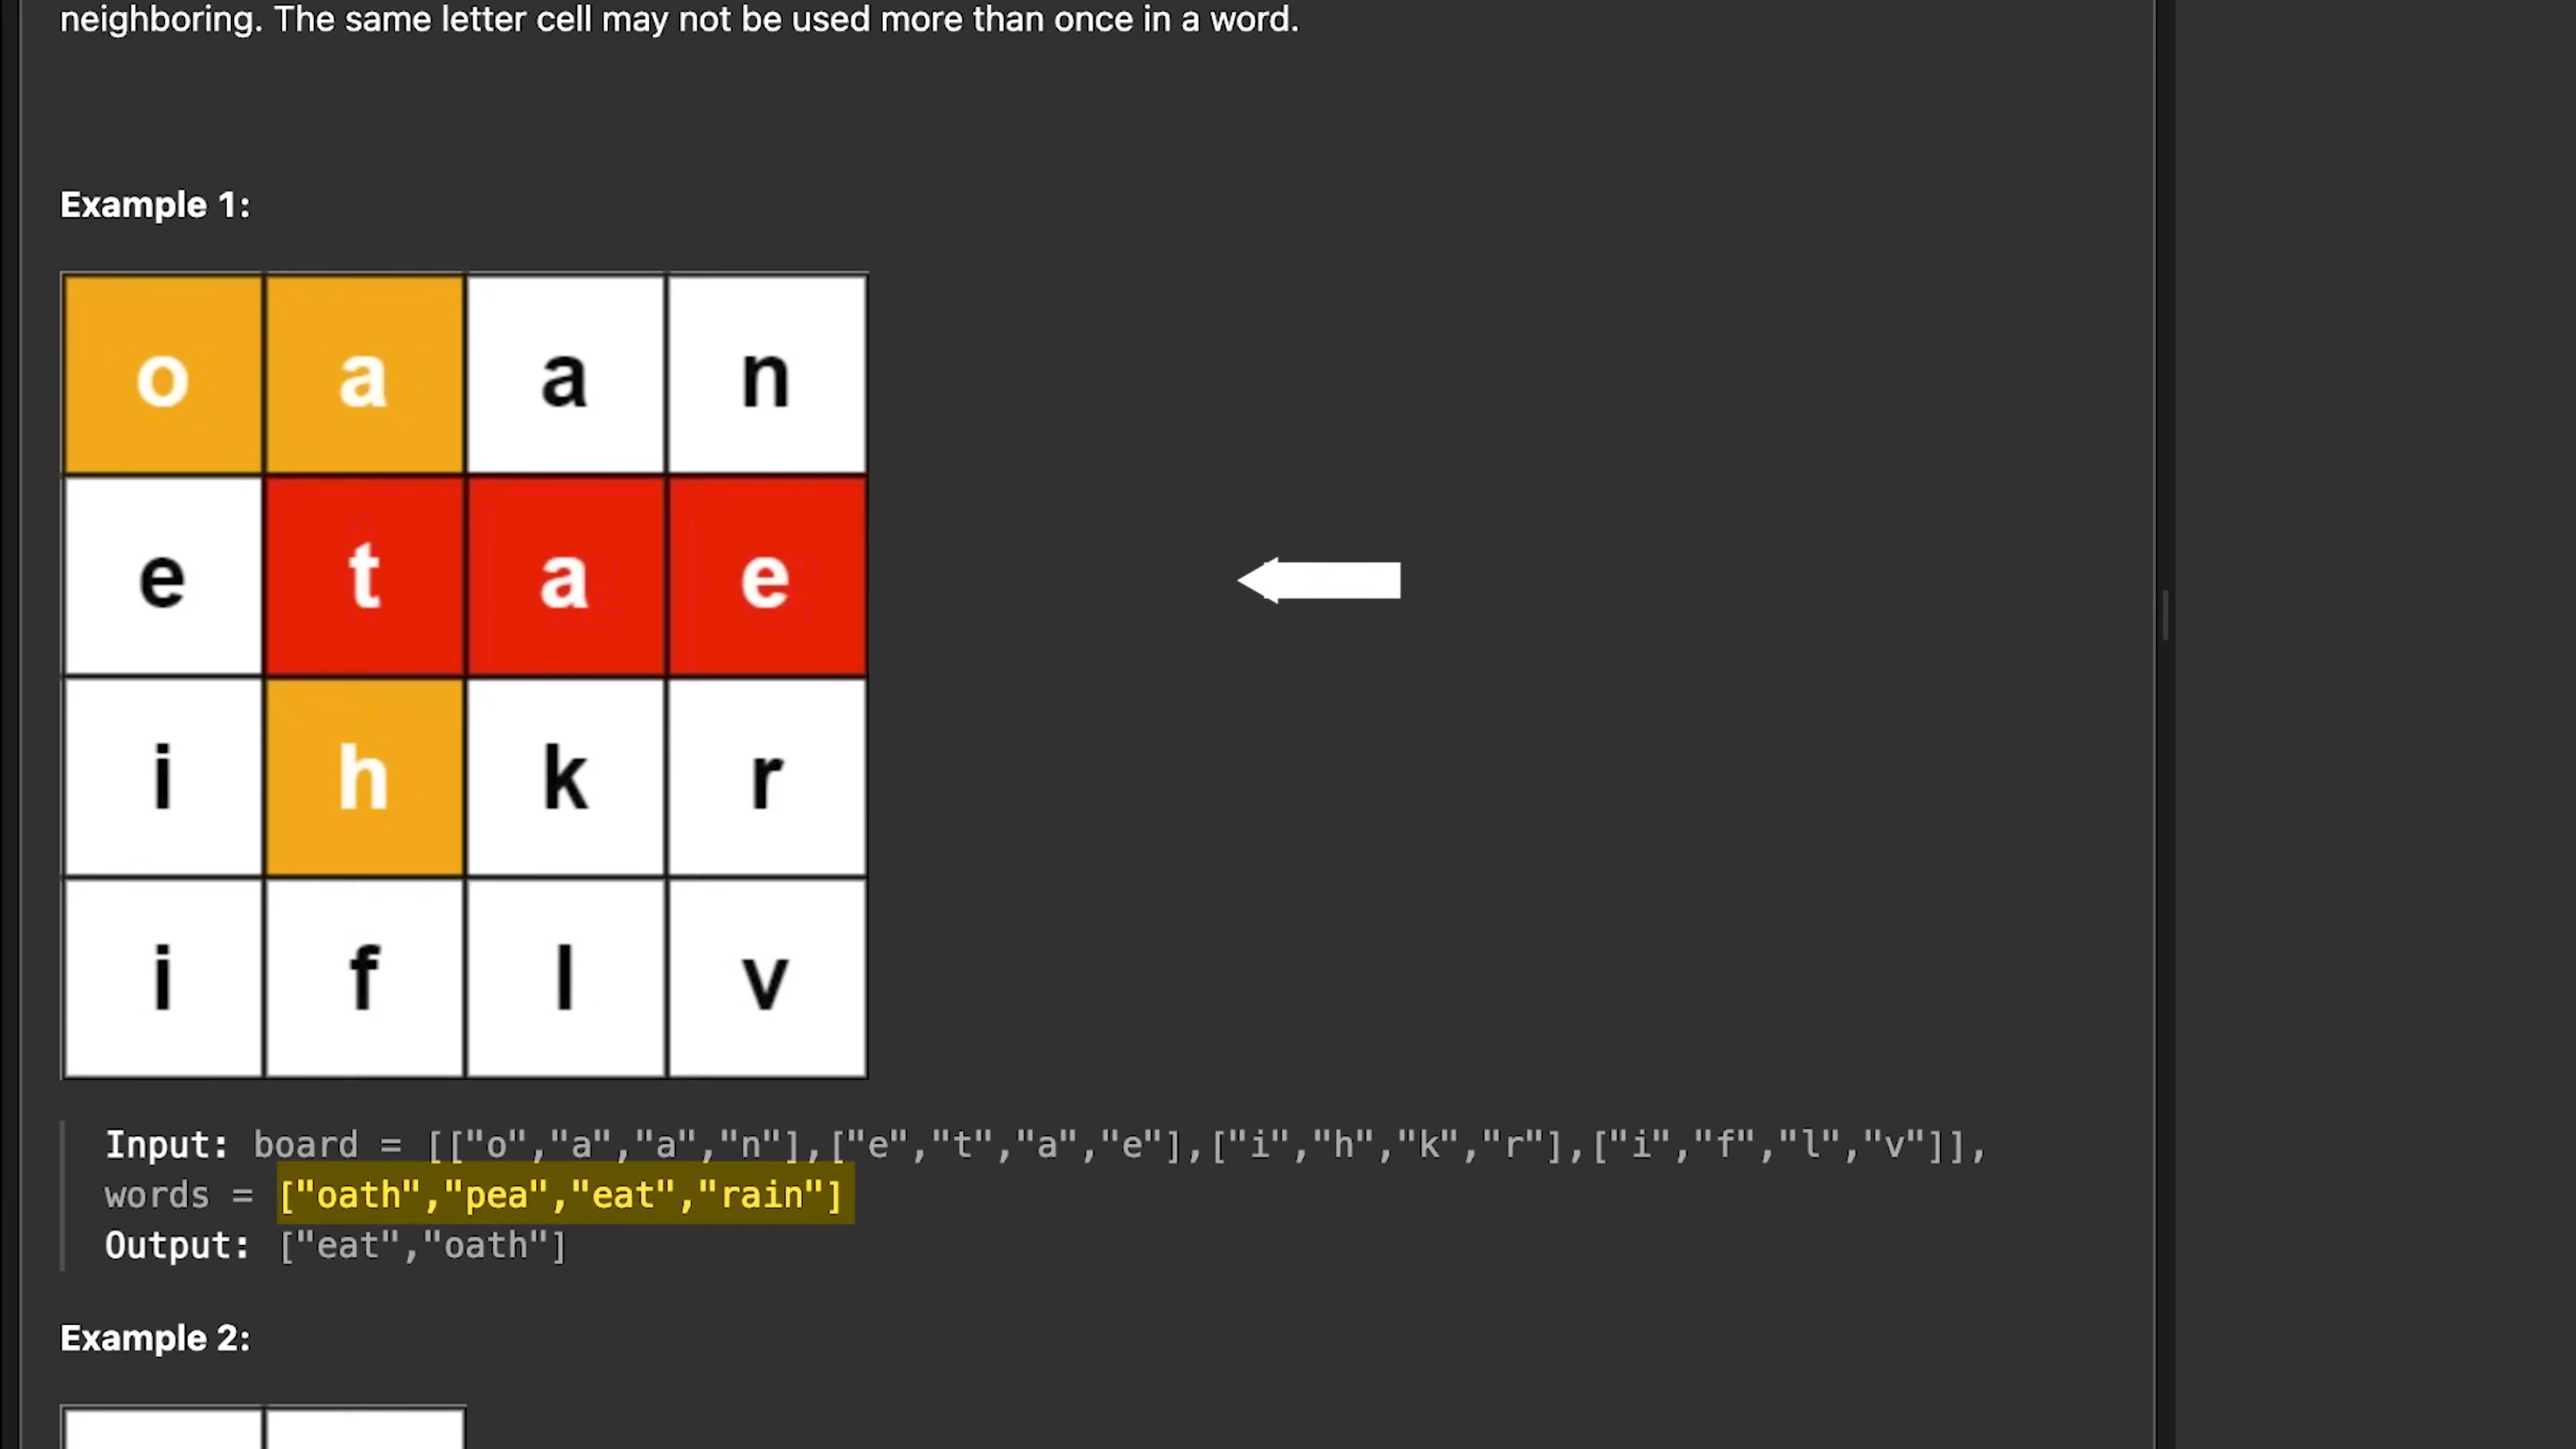 neighboring. The same letter cell may not be used more than once in a word.
Example 1:
o a a n
e t a e
i h k r
i f l v
Input: board = [["o","a","a","n"],["e","t","a","e"],["i","h","k","r"],["i","f","l","v"]],
words = ["oath","pea","eat","rain"]
Output: ["eat","oath"]
Example 2: